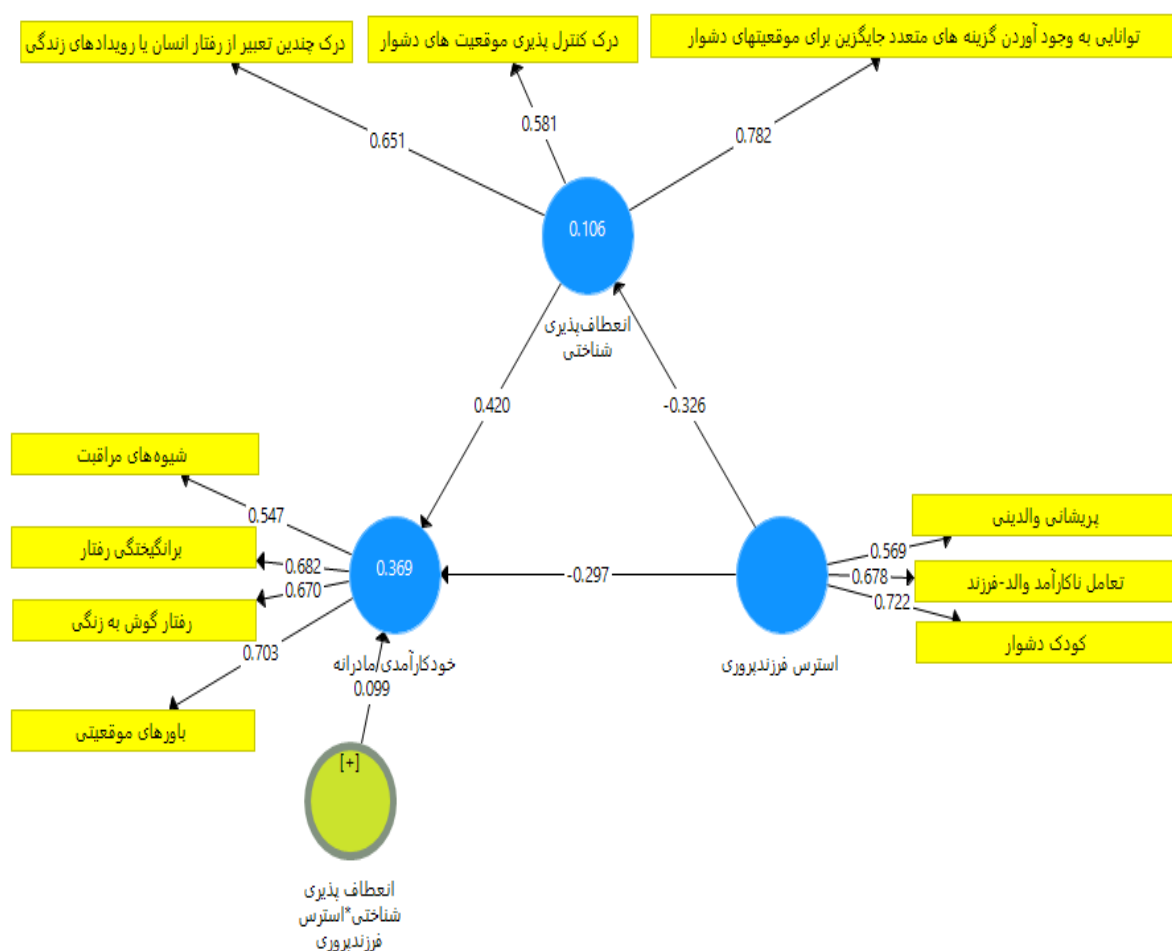 درک چندین تعبیر از رفتار انسان یا رویدادهای زندگی
درک کنترل پذیری موقعیت های دشوار
توانایی به وجود آوردن گزینه های متعدد جایگزین برای موقعیتهای دشوار
0.651
0.581
0.782
0.106
انعطاف‌پذیری
شناختی
0.420
-0.326
شیوه‌های مراقبت
برانگیختگی رفتار
رفتار گوش به زنگی
باورهای موقعیتی
0.547
0.682
0.670
0.703
0.369
خودکارآمدی/مادرانه
-0.297
استرس فرزندپروری
پریشانی والدینی
تعامل ناکارآمد والد-فرزند
کودک دشوار
0.569
0.678
0.722
0.099
[+]
انعطاف پذیری
شناختی*استرس
فرزندپروری